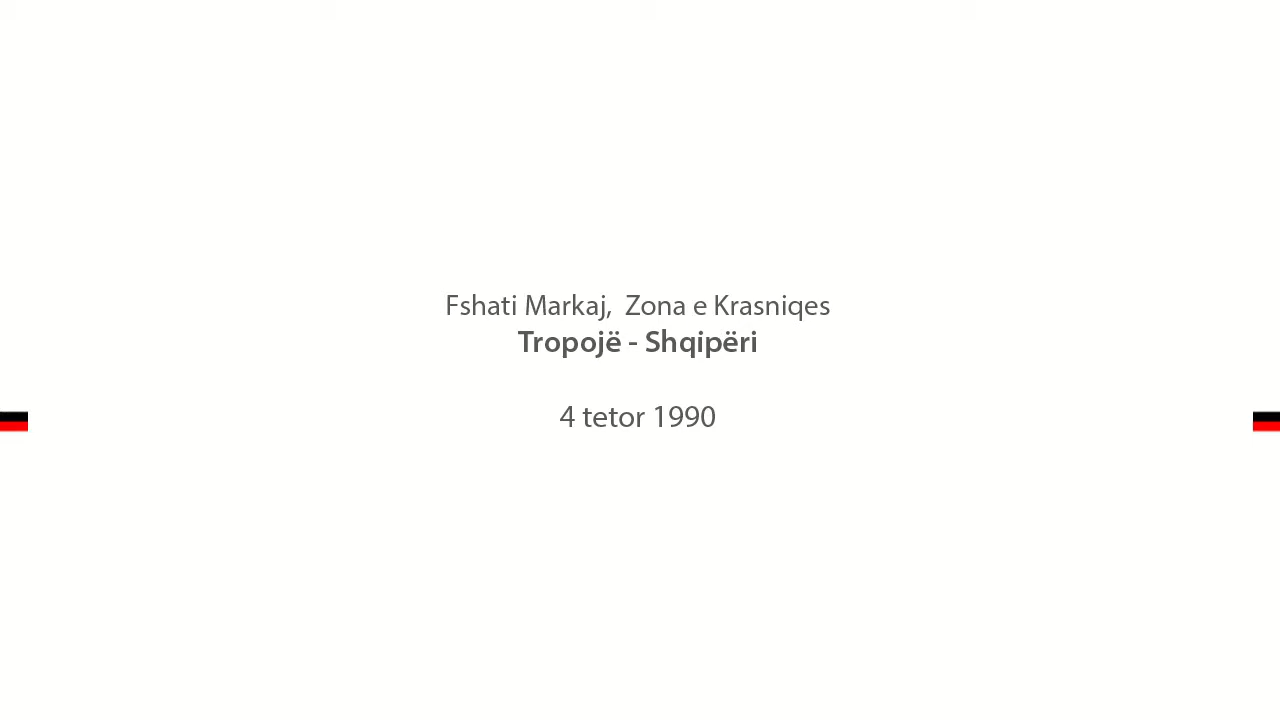 Fshati Markaj,  Zona e Krasniqes
Tropojë - Shqipëri
4 tetor 1990